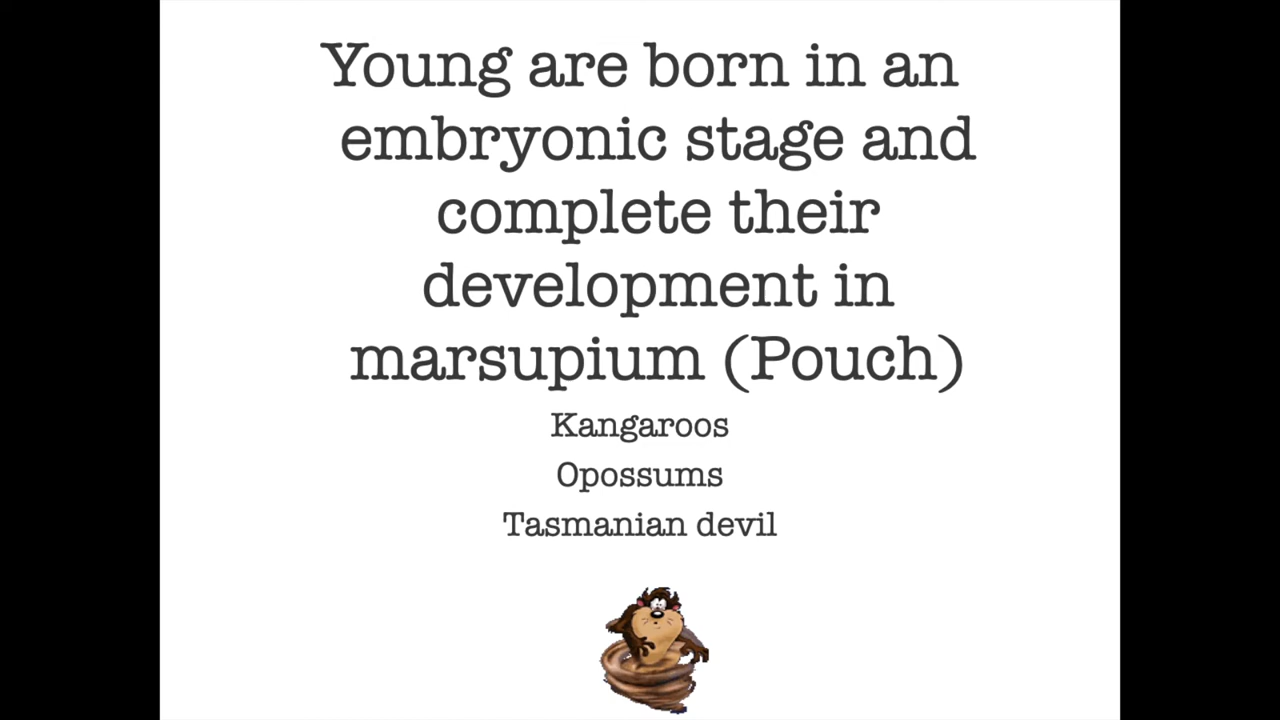 Young are born in an
embryonic stage and
complete their
development in
marsupium (Pouch)
Kangaroos
Opossums
Tasmanian devil